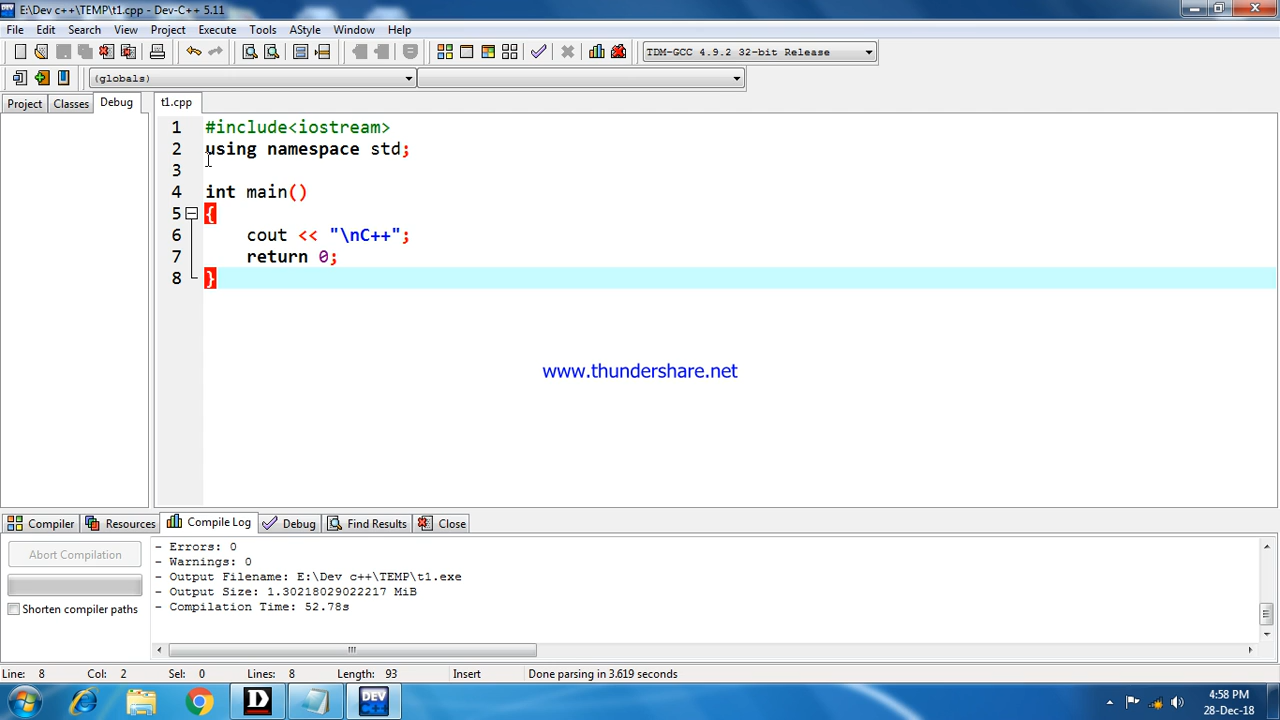 E:\Dev c++\TEMP\t1.cpp - Dev-C++ 5.11
File Edit Search View Project Execute Tools AStyle Window Help
TDM-GCC 4.9.2 32-bit Release
(globals)
Project Classes Debug
t1.cpp
1 #include<iostream>
2 using namespace std;
3
4 int main()
5 {
6 cout << "\nC++";
7 return 0;
8 }
www.thundershare.net
Compiler Resources Compile Log Debug Find Results Close
Abort Compilation
Shorten compiler paths
- Errors: 0
- Warnings: 0
- Output Filename: E:\Dev c++\TEMP\t1.exe
- Output Size: 1.30218029022217 MiB
- Compilation Time: 52.78s
Line: 8 Col: 2 Sel: 0 Lines: 8 Length: 93 Insert Done parsing in 3.619 seconds
D
DEV
4:58 PM
28-Dec-18